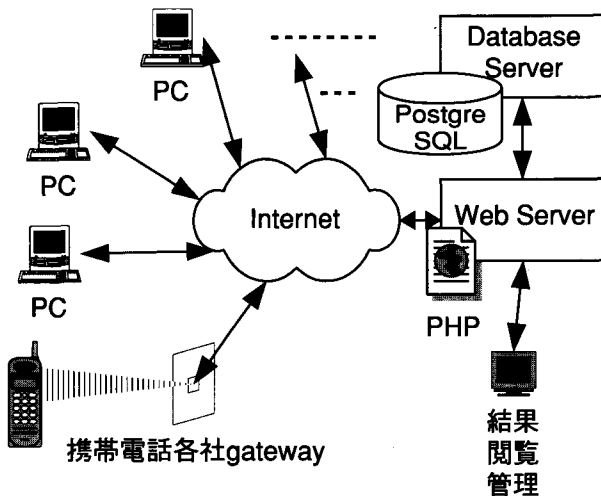 PC
Database
Server
Postgre
SQL
PC
Internet
Web Server
PC
PHP
携帯電話各社gateway
結果
閲覧
管理